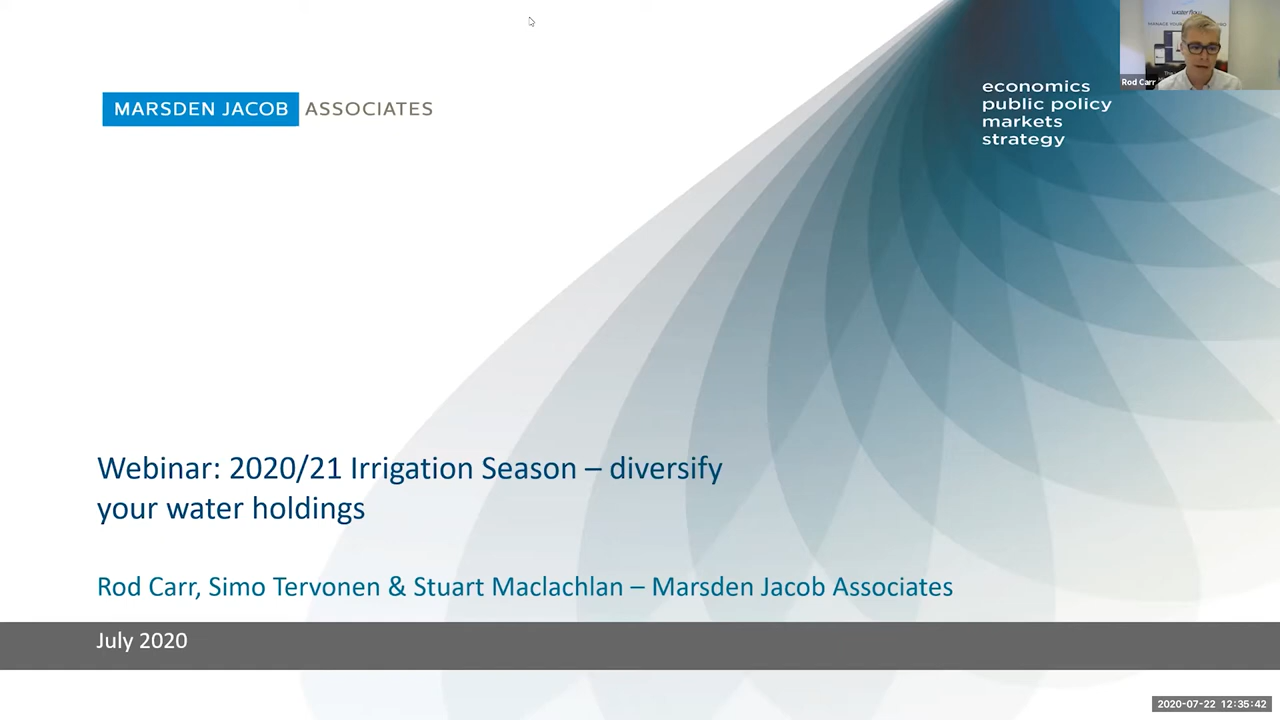 MARSDEN JACOB ASSOCIATES
economics
public policy
markets
strategy
waterflow
Rod Carr
Webinar: 2020/21 Irrigation Season – diversify
your water holdings
Rod Carr, Simo Tervonen & Stuart Maclachlan – Marsden Jacob Associates
July 2020
2020-07-22 12:35:42